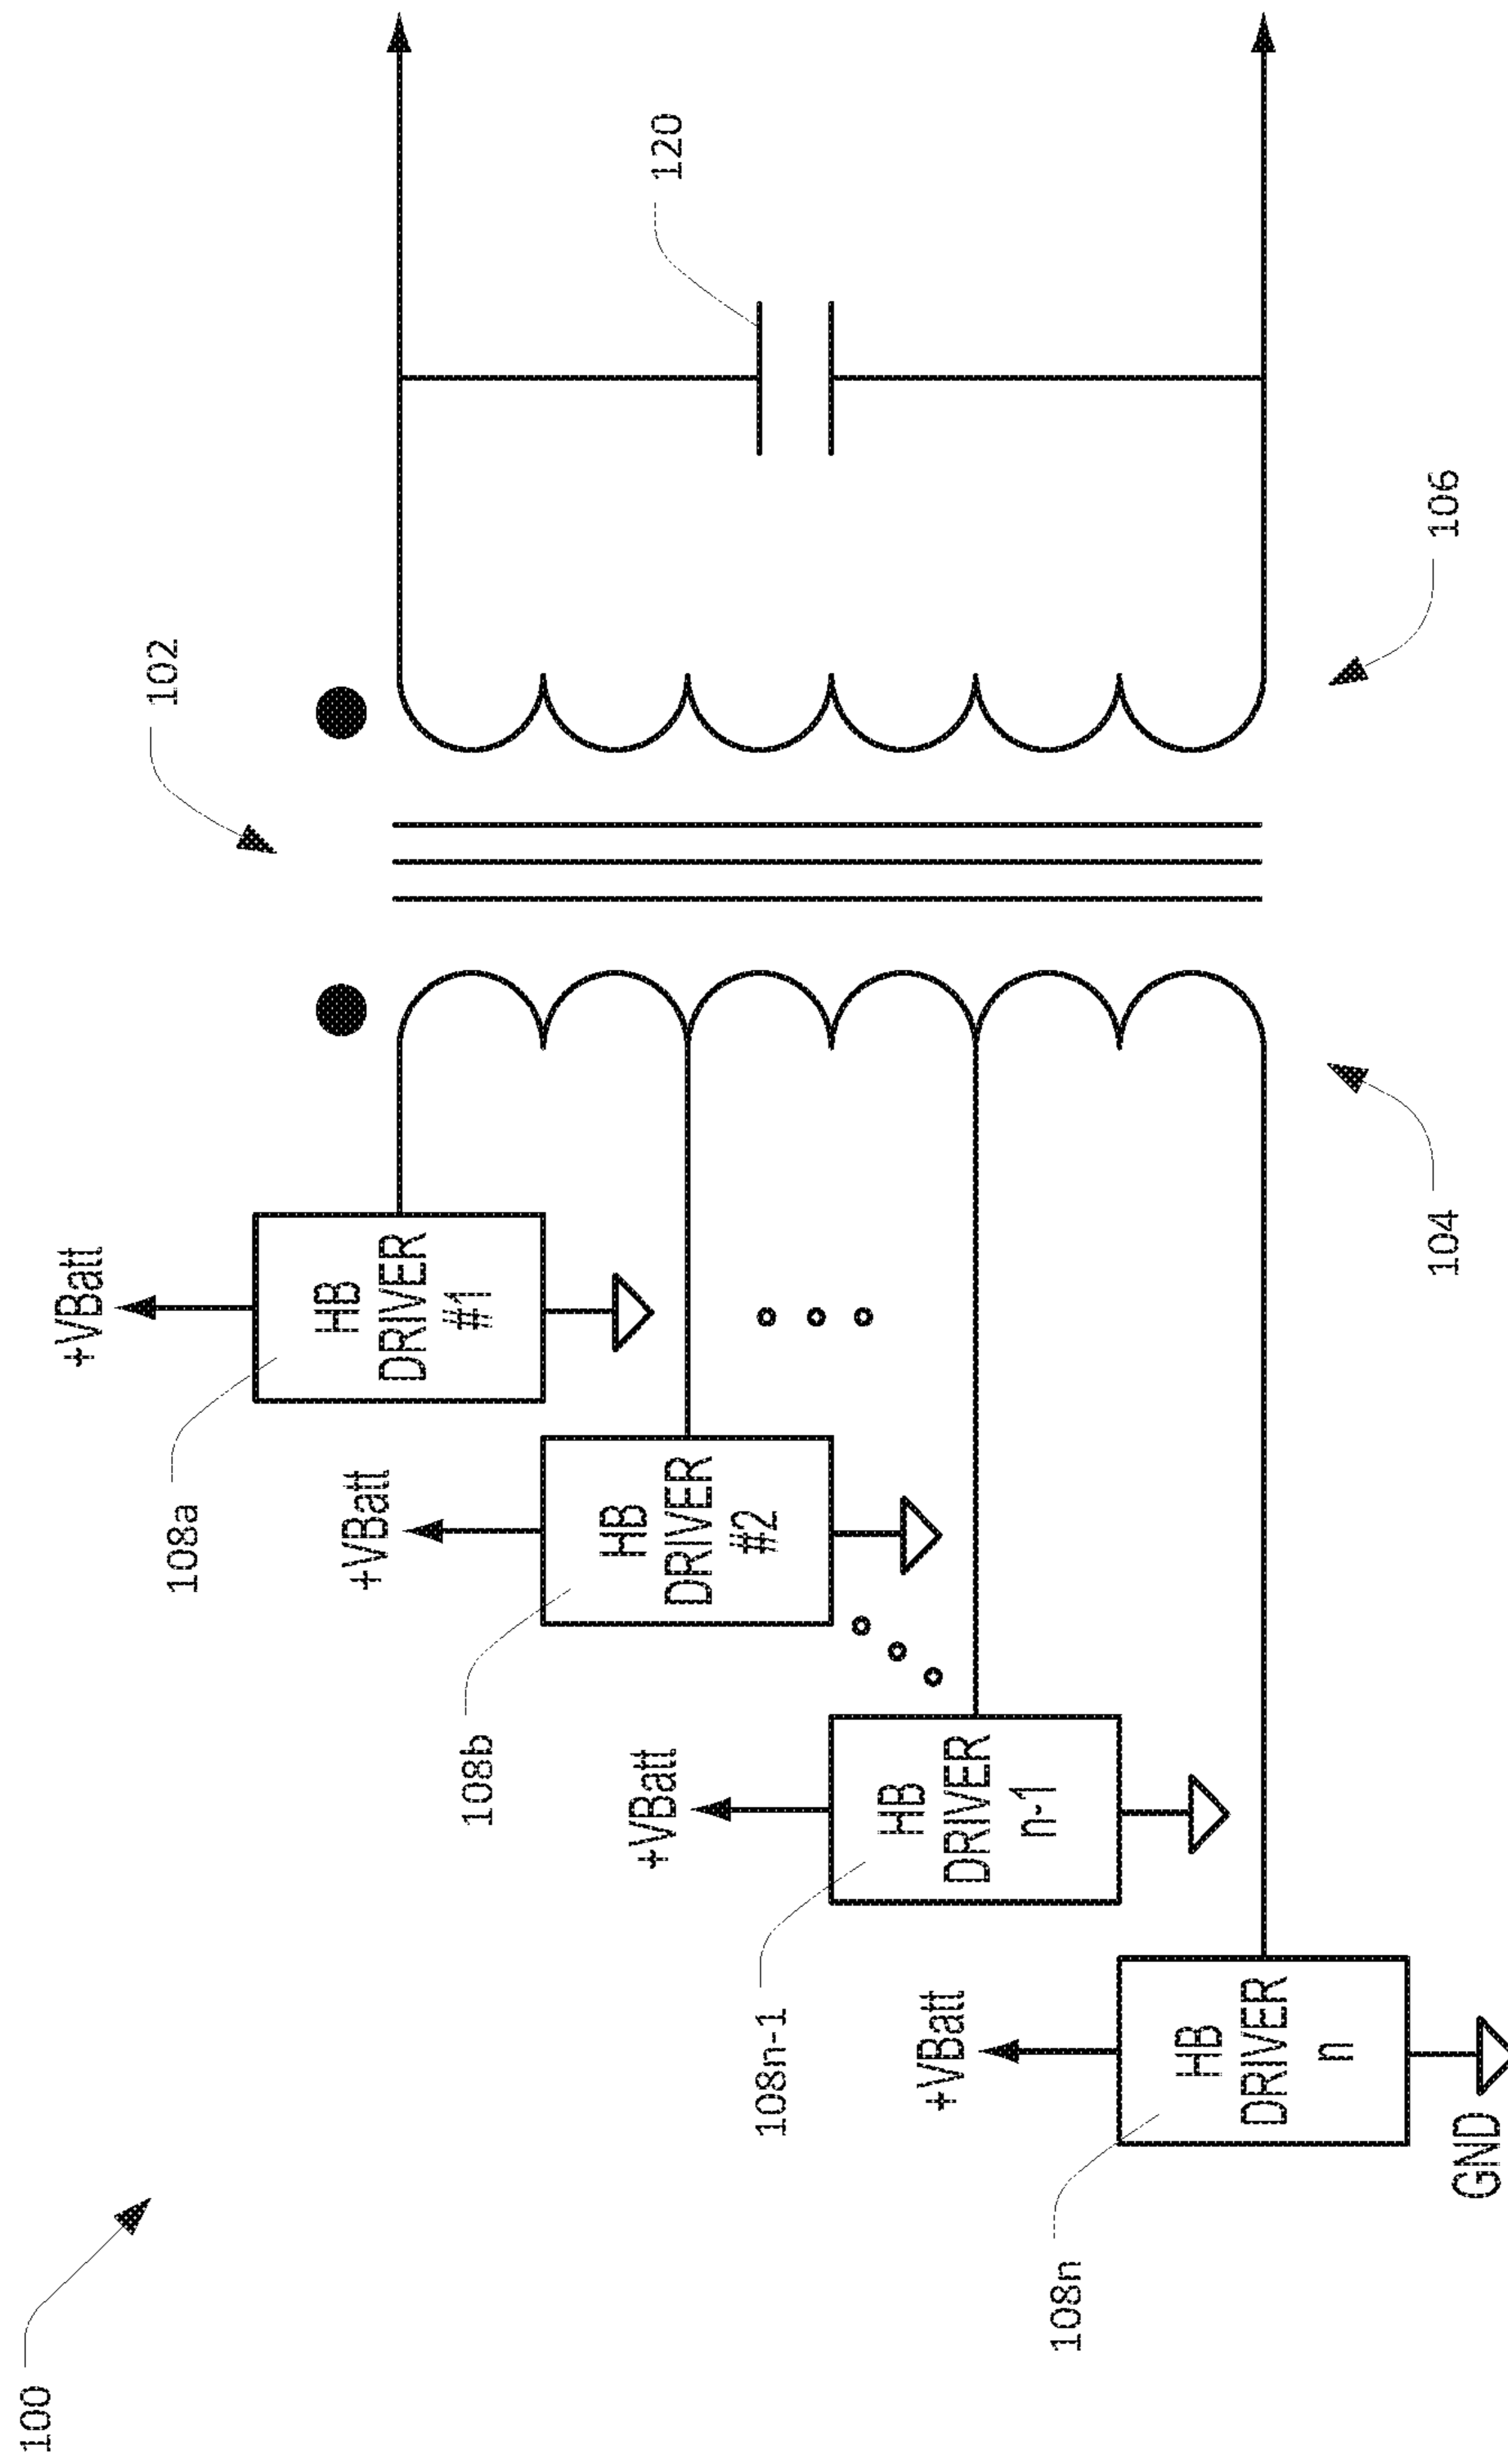 100
102
+VBatt
108a
HB
DRIVER
#1
+VBatt
108b
HB
DRIVER
#2
+VBatt
108n-1
HB
DRIVER
n-1
+VBatt
108n
HB
DRIVER
n
GND
104
106
120